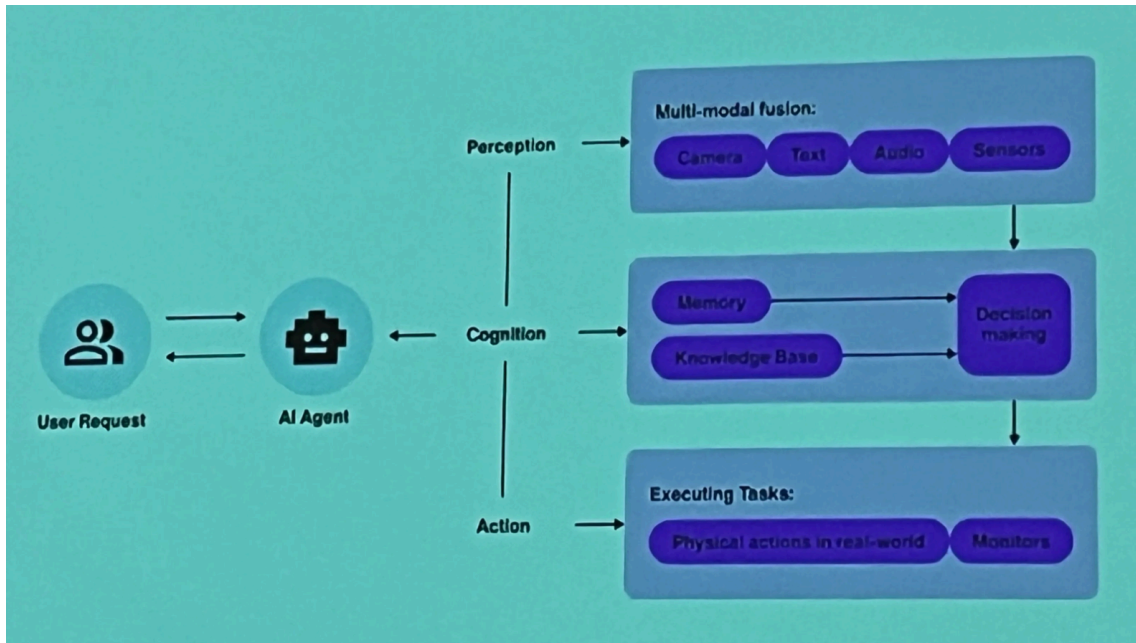 Multi-modal fusion:
Perception
Camera Text Audio Sensors
Memory
Decision
making
Cognition
Knowledge Base
User Request
AI Agent
Executing Tasks:
Action
Physical actions in real-world Monitors